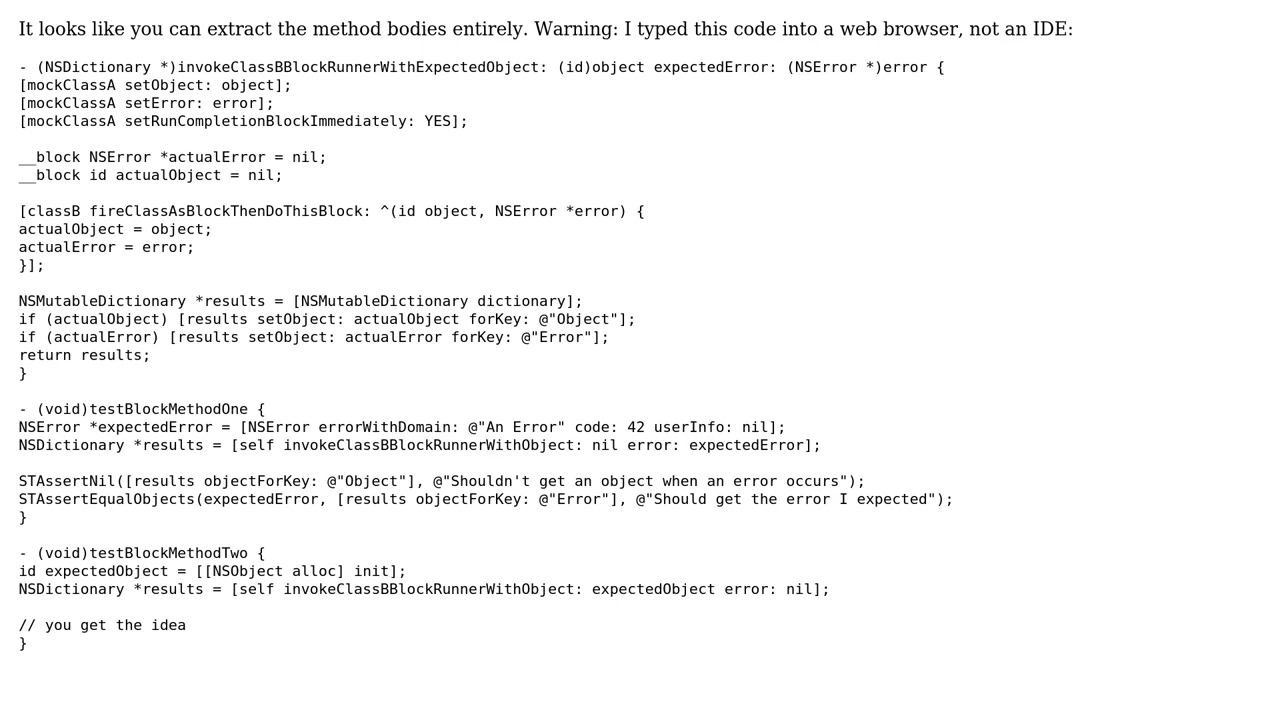 It looks like you can extract the method bodies entirely. Warning: I typed this code into a web browser, not an IDE:
- (NSDictionary *)invokeClassBBlockRunnerWithExpectedObject: (id)object expectedError: (NSError *)error {
[mockClassA setObject: object];
[mockClassA setError: error];
[mockClassA setRunCompletionBlockImmediately: YES];

__block NSError *actualError = nil;
__block id actualObject = nil;

[classB fireClassAsBlockThenDoThisBlock: ^(id object, NSError *error) {
actualObject = object;
actualError = error;
}];

NSMutableDictionary *results = [NSMutableDictionary dictionary];
if (actualObject) [results setObject: actualObject forKey: @"Object"];
if (actualError) [results setObject: actualError forKey: @"Error"];
return results;
}

- (void)testBlockMethodOne {
NSError *expectedError = [NSError errorWithDomain: @"An Error" code: 42 userInfo: nil];
NSDictionary *results = [self invokeClassBBlockRunnerWithObject: nil error: expectedError];

STAssertNil([results objectForKey: @"Object"], @"Shouldn't get an object when an error occurs");
STAssertEqualObjects(expectedError, [results objectForKey: @"Error"], @"Should get the error I expected");
}

- (void)testBlockMethodTwo {
id expectedObject = [[NSObject alloc] init];
NSDictionary *results = [self invokeClassBBlockRunnerWithObject: expectedObject error: nil];

// you get the idea
}